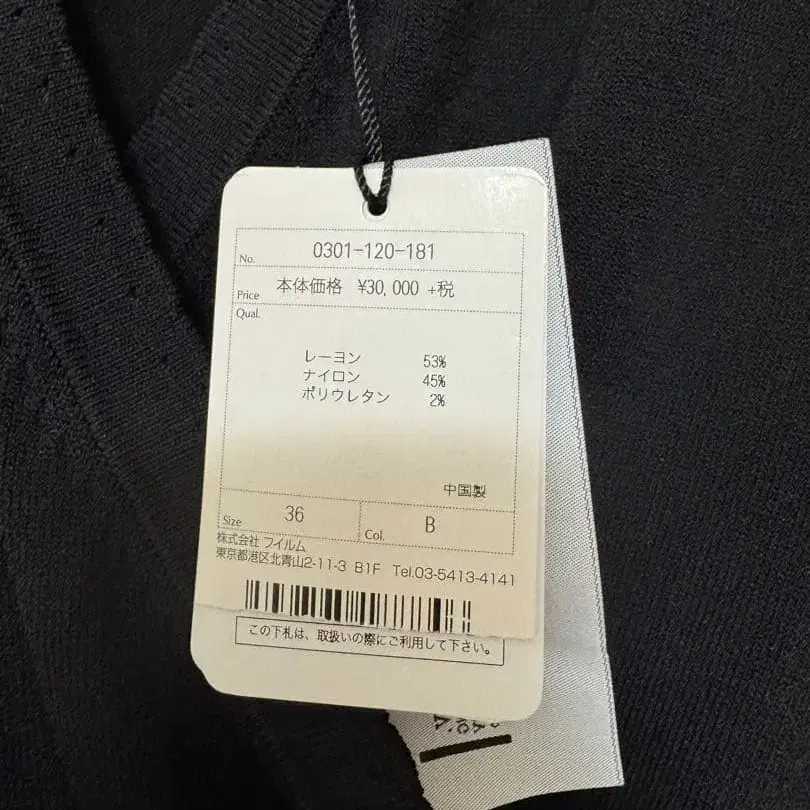 No. 0301-120-181
Price 本体価格 ¥30,000 +税
Qual.
レーヨン 53%
ナイロン 45%
ポリウレタン 2%
中国製
Size 36 Col. B
株式会社 フイルム
東京都港区北青山2-11-3 B1F Tel.03-5413-4141
この下札は、取扱いの際にご利用して下さい。